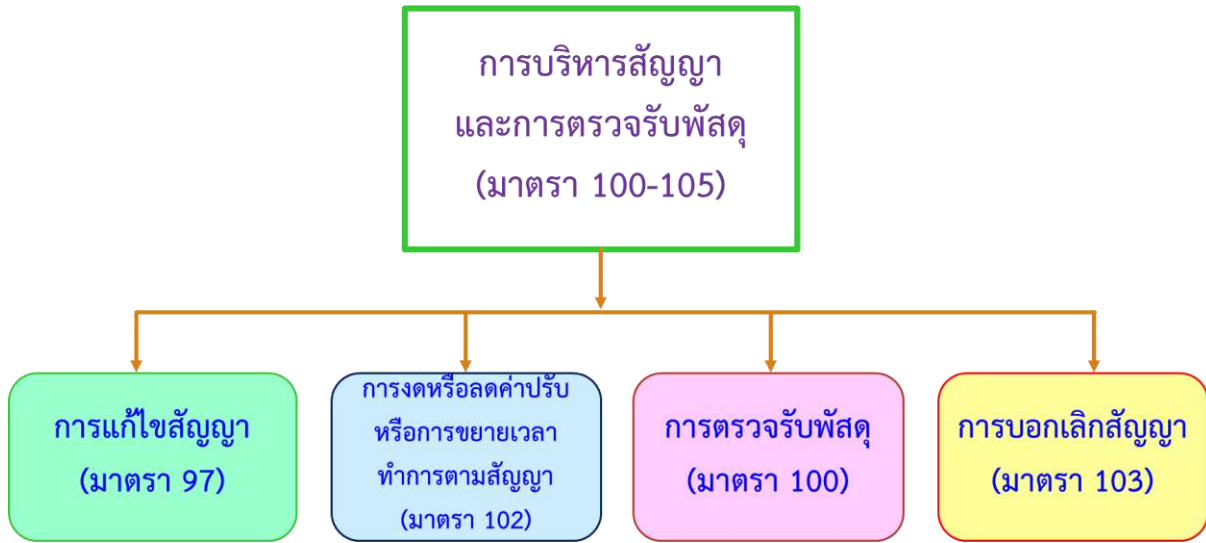 การบริหารสัญญา
และการตรวจรับพัสดุ
(มาตรา 100-105)
การแก้ไขสัญญา
(มาตรา 97)
การงดหรือลดค่าปรับ
หรือการขยายเวลา
ทำการตามสัญญา
(มาตรา 102)
การตรวจรับพัสดุ
(มาตรา 100)
การบอกเลิกสัญญา
(มาตรา 103)